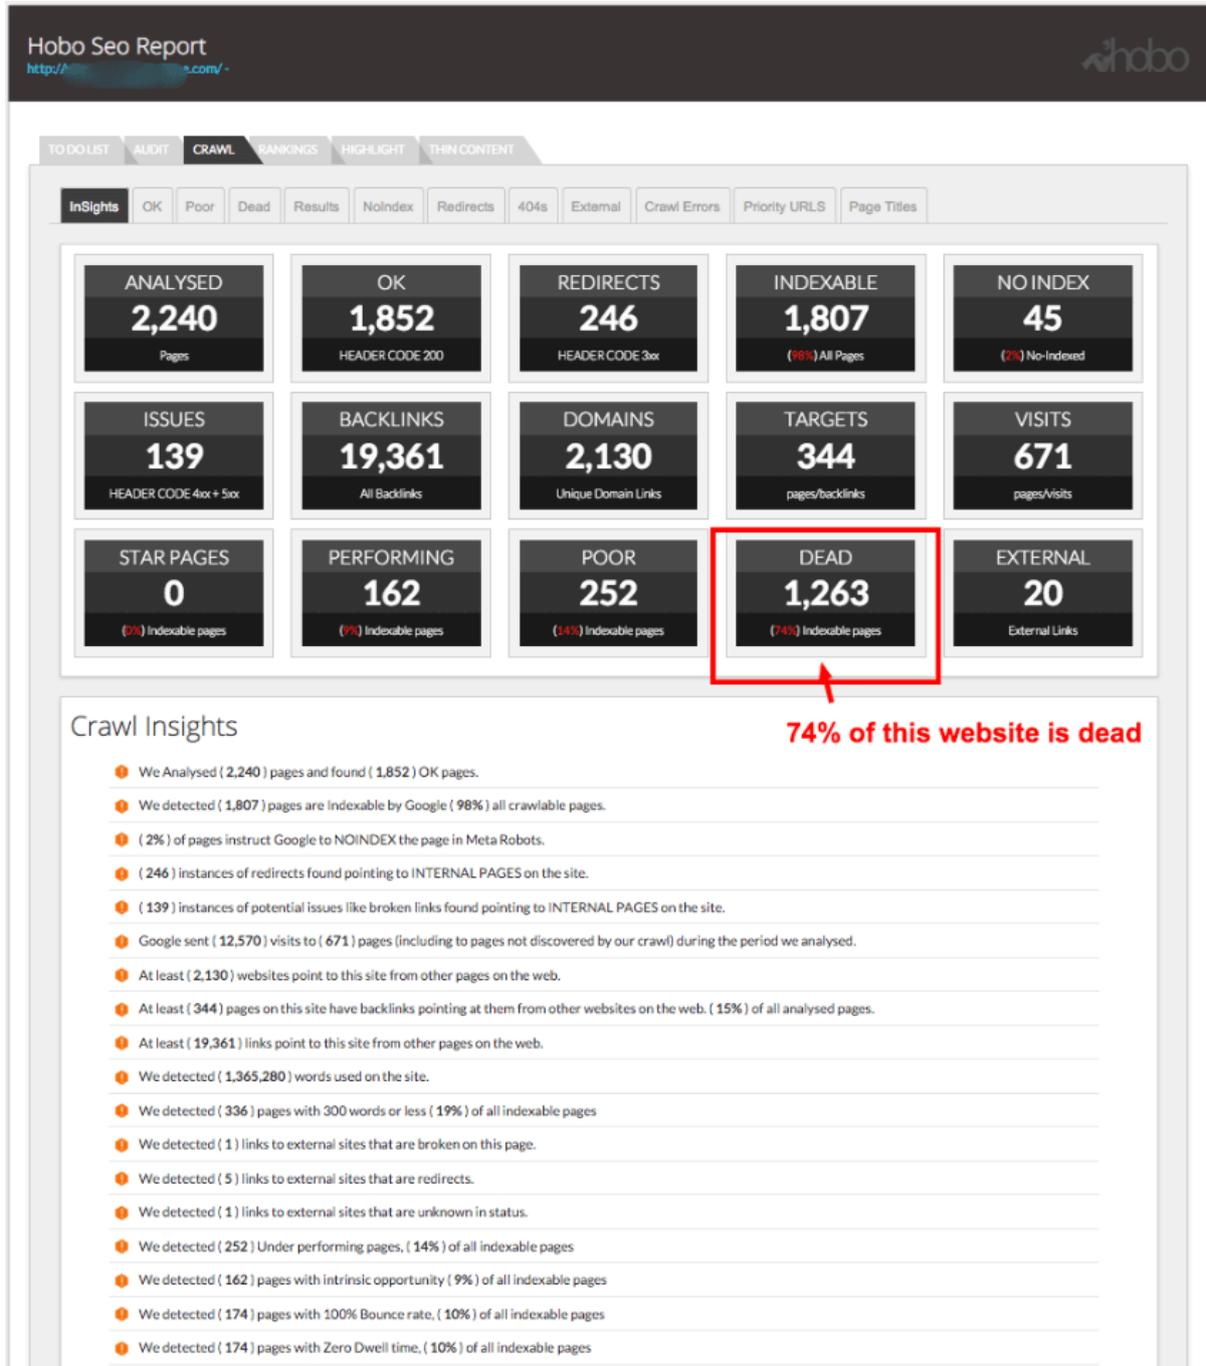 Hobo Seo Report
hobo
http:// .com/ -
TO DO LIST AUDIT CRAWL RANKINGS HIGHLIGHT THIN CONTENT
InSights OK Poor Dead Results NoIndex Redirects 404s External Crawl Errors Priority URLS Page Titles
ANALYSED OK REDIRECTS INDEXABLE NO INDEX
2,240 1,852 246 1,807 45
Pages HEADER CODE 200 HEADER CODE 3xx (98%) All Pages (2%) No-Indexed
ISSUES BACKLINKS DOMAINS TARGETS VISITS
139 19,361 2,130 344 671
HEADER CODE 4xx + 5xx All Backlinks Unique Domain Links pages/backlinks pages/visits
STAR PAGES PERFORMING POOR DEAD EXTERNAL
0 162 252 1,263 20
(0%) Indexable pages (9%) Indexable pages (14%) Indexable pages (74%) Indexable pages External Links
Crawl Insights
74% of this website is dead
We Analysed ( 2,240 ) pages and found ( 1,852 ) OK pages.
We detected ( 1,807 ) pages are Indexable by Google ( 98% ) all crawlable pages.
( 2% ) of pages instruct Google to NOINDEX the page in Meta Robots.
( 246 ) instances of redirects found pointing to INTERNAL PAGES on the site.
( 139 ) instances of potential issues like broken links found pointing to INTERNAL PAGES on the site.
Google sent ( 12,570 ) visits to ( 671 ) pages (including to pages not discovered by our crawl) during the period we analysed.
At least ( 2,130 ) websites point to this site from other pages on the web.
At least ( 344 ) pages on this site have backlinks pointing at them from other websites on the web. ( 15% ) of all analysed pages.
At least ( 19,361 ) links point to this site from other pages on the web.
We detected ( 1,365,280 ) words used on the site.
We detected ( 336 ) pages with 300 words or less ( 19% ) of all indexable pages
We detected ( 1 ) links to external sites that are broken on this page.
We detected ( 5 ) links to external sites that are redirects.
We detected ( 1 ) links to external sites that are unknown in status.
We detected ( 252 ) Under performing pages, ( 14% ) of all indexable pages
We detected ( 162 ) pages with intrinsic opportunity ( 9% ) of all indexable pages
We detected ( 174 ) pages with 100% Bounce rate, ( 10% ) of all indexable pages
We detected ( 174 ) pages with Zero Dwell time, ( 10% ) of all indexable pages